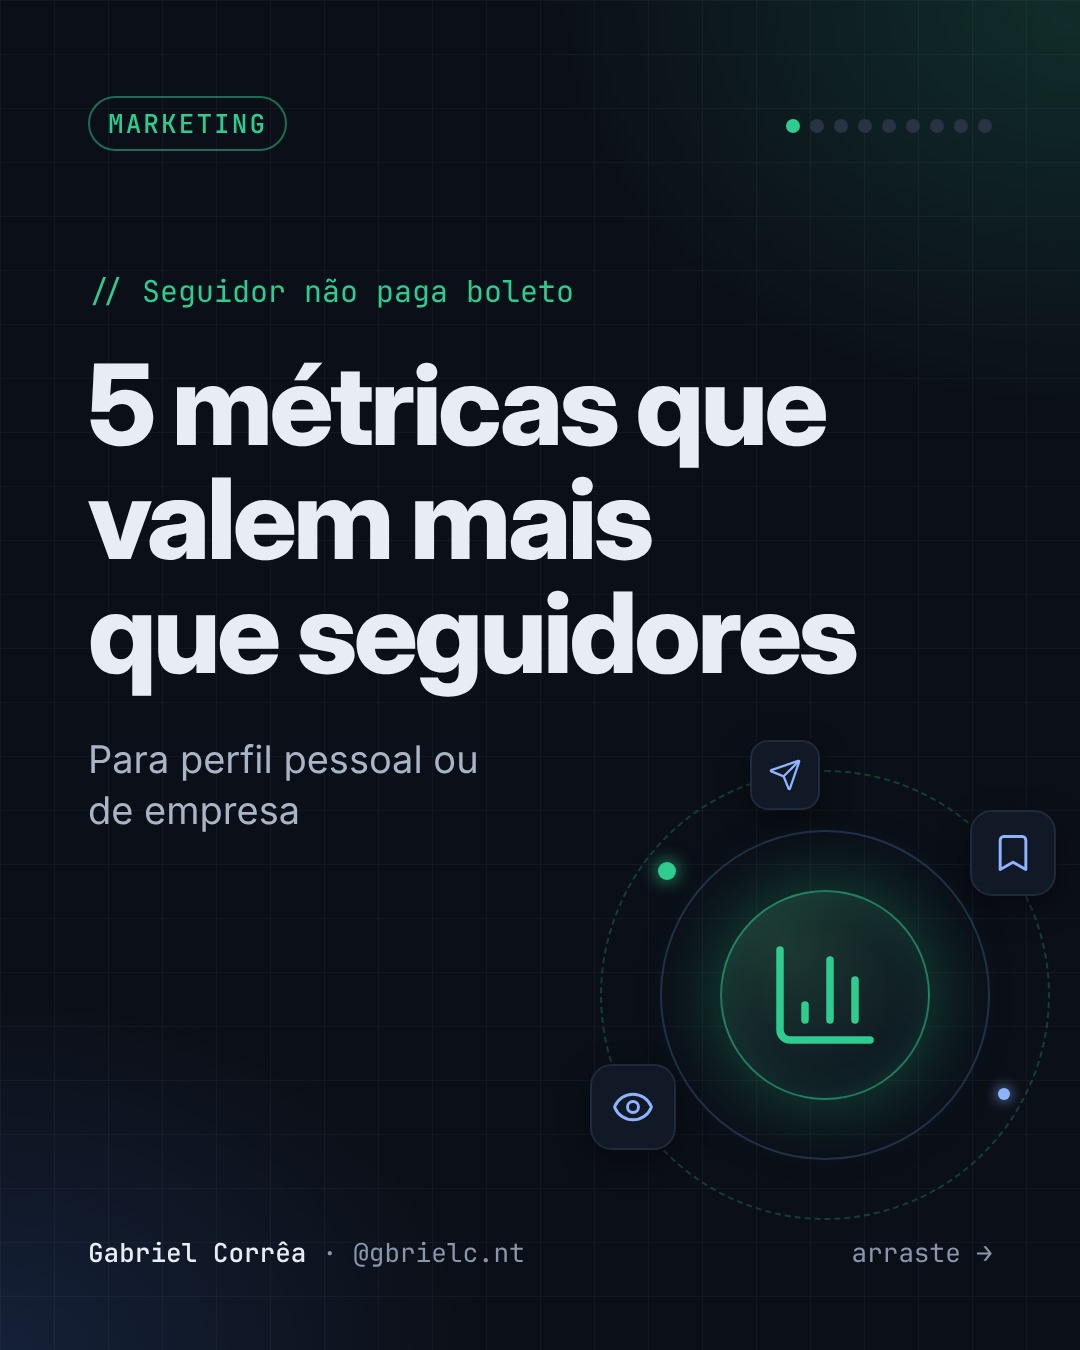 MARKETING
// Seguidor não paga boleto
5 métricas que
valem mais
que seguidores
Para perfil pessoal ou
de empresa
Gabriel Corrêa · @gbrielc.nt
arraste →